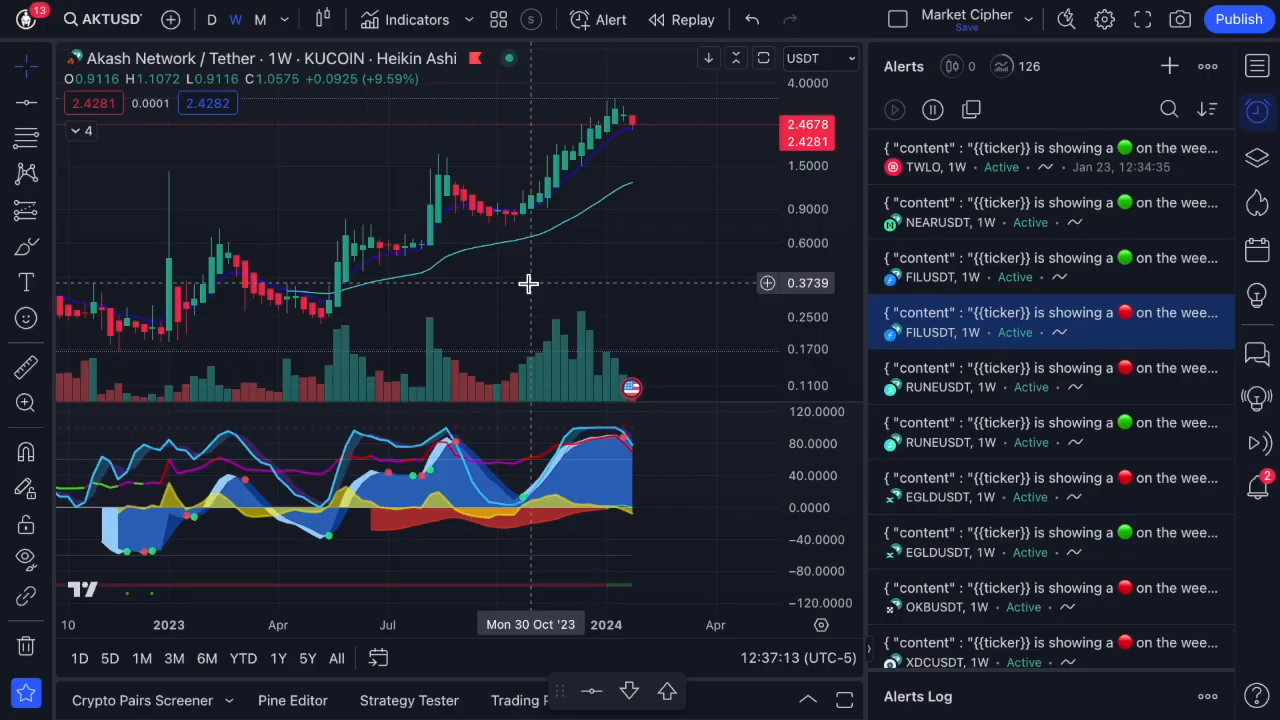 13
AKTUSDT
D W M
Indicators
S
Alert
Replay
Market Cipher
Save
Publish
Akash Network / Tether · 1W · KUCOIN · Heikin Ashi
USDT
O0.9116 H1.1072 L0.9116 C1.0575 +0.0925 (+9.59%)
2.4281 0.0001 2.4282
4
4.0000
2.4678
2.4281
1.5000
0.9000
0.6000
0.3739
0.2500
0.1700
0.1100
120.0000
80.0000
40.0000
0.0000
−40.0000
−80.0000
−120.0000
10 2023 Apr Jul Mon 30 Oct '23 2024 Apr
1D 5D 1M 3M 6M YTD 1Y 5Y All
12:37:13 (UTC-5)
Crypto Pairs Screener Pine Editor Strategy Tester Trading
Alerts 0 126
{ "content" : "{{ticker}} is showing a 🟢 on the wee...
TWLO, 1W · Active · Jan 23, 12:34:35
{ "content" : "{{ticker}} is showing a 🟢 on the wee...
NEARUSDT, 1W · Active ·
{ "content" : "{{ticker}} is showing a 🟢 on the wee...
FILUSDT, 1W · Active ·
{ "content" : "{{ticker}} is showing a 🔴 on the wee...
FILUSDT, 1W · Active ·
{ "content" : "{{ticker}} is showing a 🔴 on the wee...
RUNEUSDT, 1W · Active ·
{ "content" : "{{ticker}} is showing a 🟢 on the wee...
RUNEUSDT, 1W · Active ·
{ "content" : "{{ticker}} is showing a 🔴 on the wee...
EGLDUSDT, 1W · Active ·
{ "content" : "{{ticker}} is showing a 🟢 on the wee...
EGLDUSDT, 1W · Active ·
{ "content" : "{{ticker}} is showing a 🔴 on the wee...
OKBUSDT, 1W · Active ·
{ "content" : "{{ticker}} is showing a 🔴 on the wee...
XDCUSDT, 1W · Active ·
Alerts Log
2